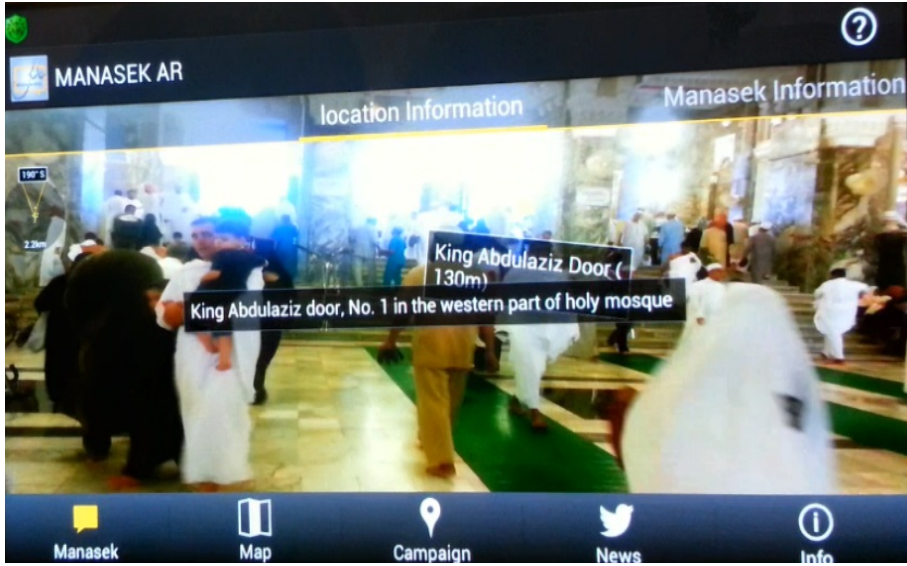 MANASEK AR
location Information
Manasek Information
190° S
2.2km
King Abdulaziz Door (
130m)
King Abdulaziz door, No. 1 in the western part of holy mosque
Manasek
Map
Campaign
News
Info